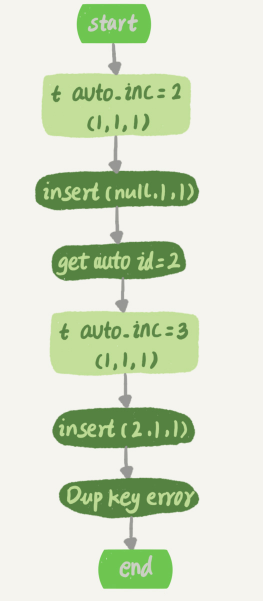 start
t auto_inc=2
(1,1,1)
insert(null,1,1)
get auto id=2
t auto_inc=3
(1,1,1)
insert(2,1,1)
Dup key error
end